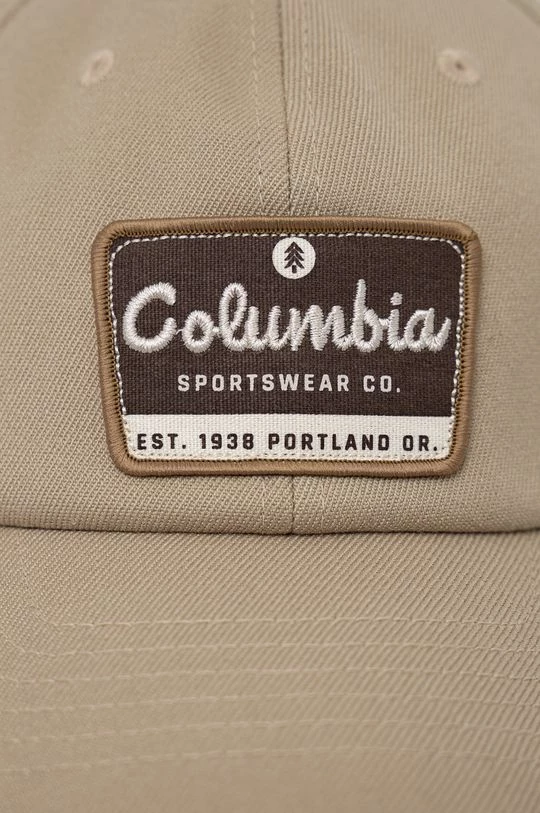 Columbia
SPORTSWEAR CO.
EST. 1938 PORTLAND OR.